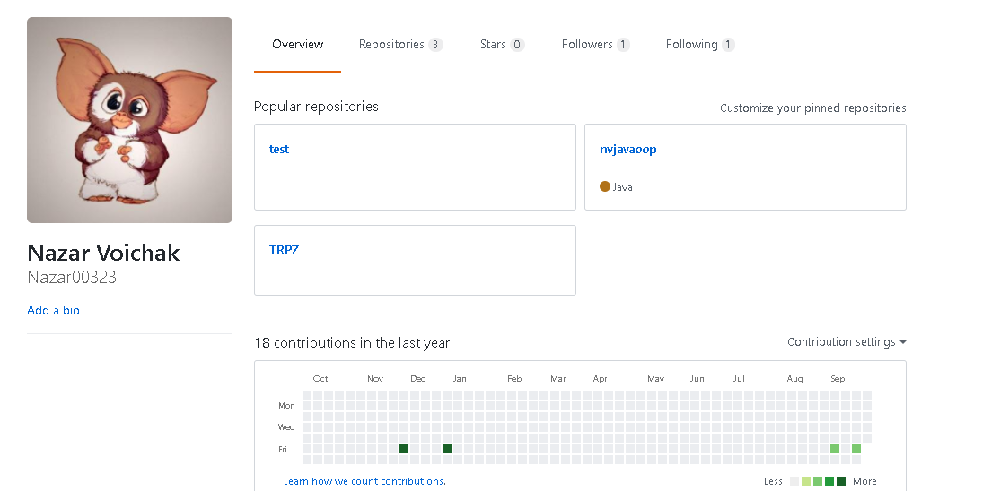 Overview Repositories 3 Stars 0 Followers 1 Following 1
Popular repositories Customize your pinned repositories
test
nvjavaoop
Java
TRPZ
Nazar Voichak
Nazar00323
Add a bio
18 contributions in the last year Contribution settings
Oct Nov Dec Jan Feb Mar Apr May Jun Jul Aug Sep
Mon
Wed
Fri
Learn how we count contributions. Less More